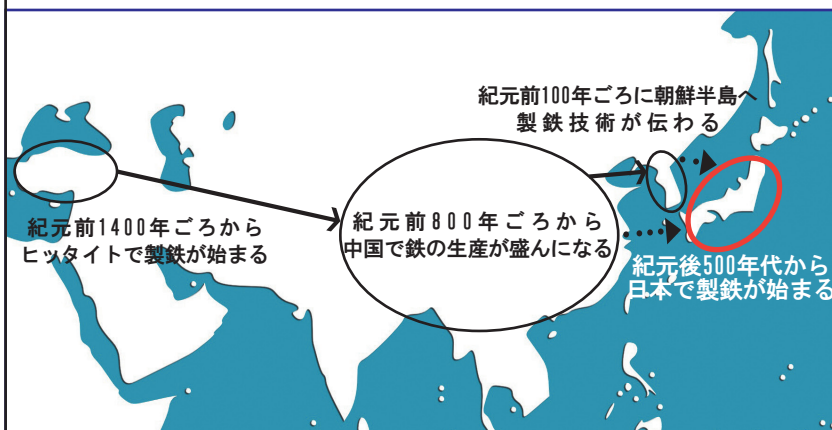 紀元前100年ごろに朝鮮半島へ
製鉄技術が伝わる
紀元前1400年ごろから
ヒッタイトで製鉄が始まる
紀元前800年ごろから
中国で鉄の生産が盛んになる
紀元後500年代から
日本で製鉄が始まる